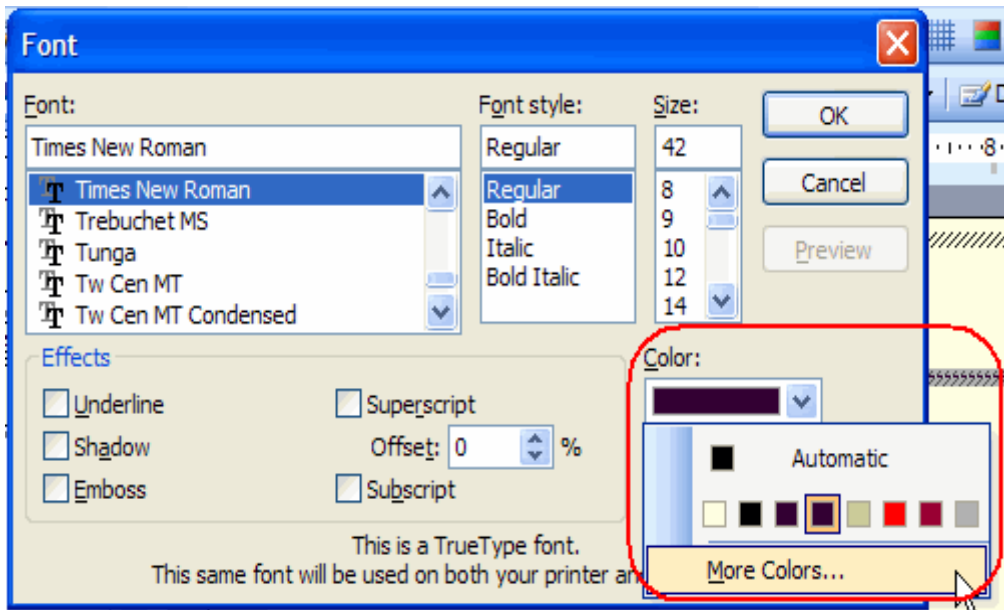 Font
Font: Font style: Size:
Times New Roman Regular 42 OK
Times New Roman Regular 8 Cancel
Trebuchet MS Bold 9
Tunga Italic 10 Preview
Tw Cen MT Bold Italic 12
Tw Cen MT Condensed 14
Effects Color:
Underline Superscript
Shadow Offset: 0 %
Emboss Subscript
Automatic
This is a TrueType font.
This same font will be used on both your printer
More Colors...
8